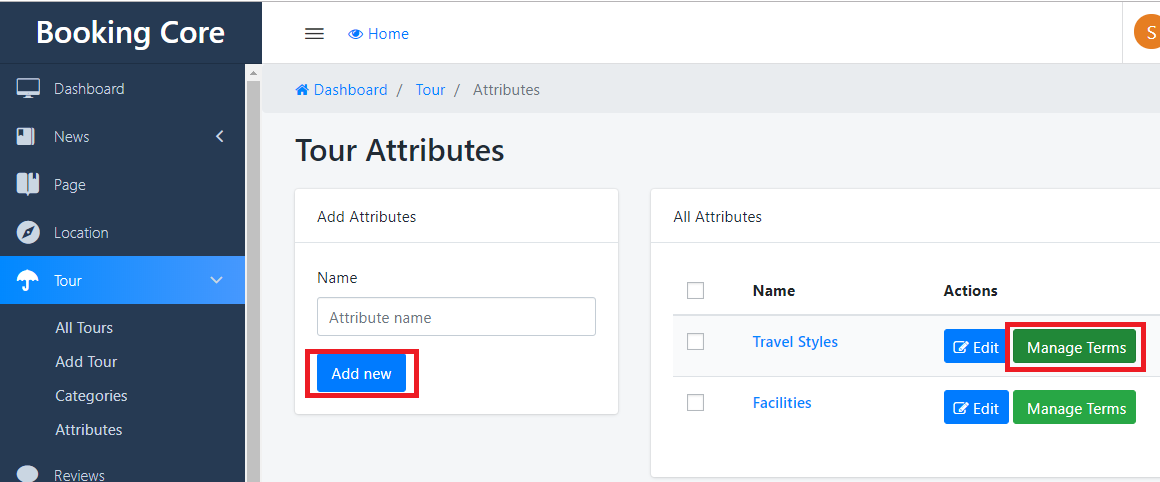 Booking Core
Home
S
Dashboard
News
Page
Location
Tour
All Tours
Add Tour
Categories
Attributes
Reviews
Dashboard / Tour / Attributes
Tour Attributes
Add Attributes
Name
Attribute name
Add new
All Attributes
Name Actions
Travel Styles Edit Manage Terms
Facilities Edit Manage Terms